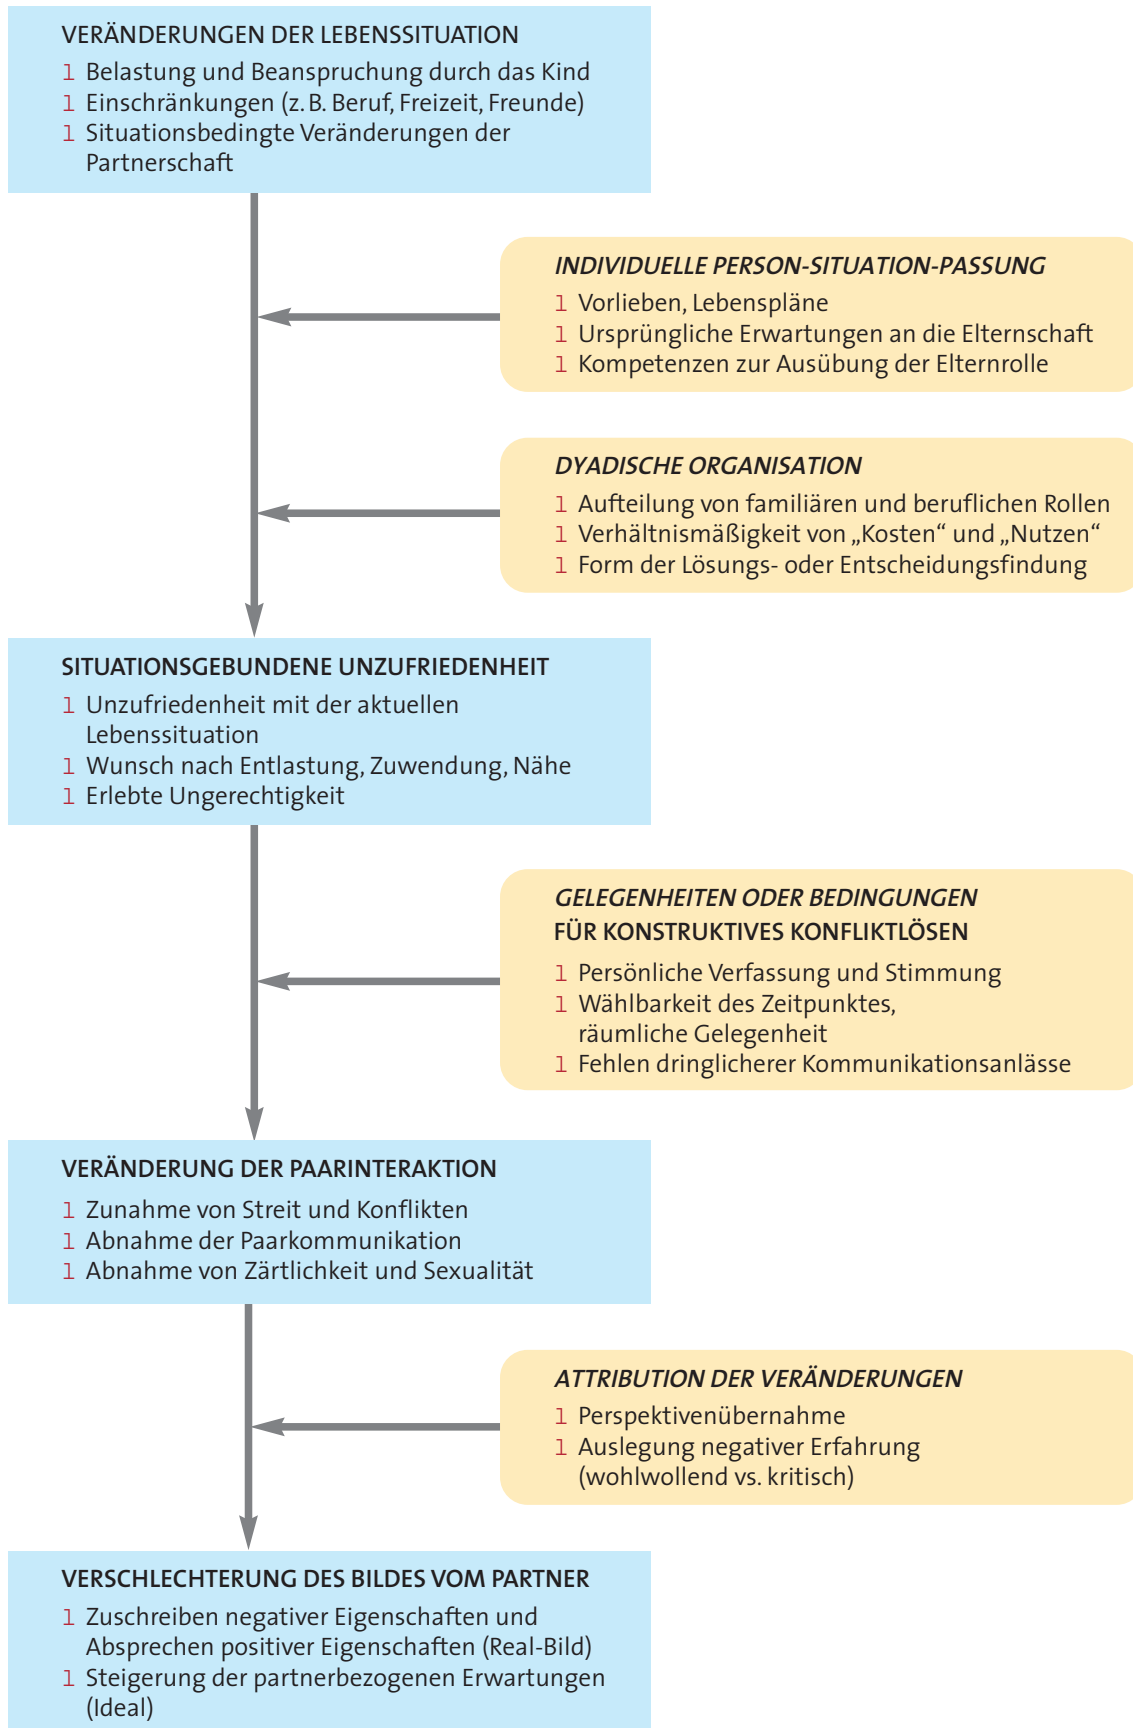 VERÄNDERUNGEN DER LEBENSSITUATION
l Belastung und Beanspruchung durch das Kind
l Einschränkungen (z. B. Beruf, Freizeit, Freunde)
l Situationsbedingte Veränderungen der
Partnerschaft
INDIVIDUELLE PERSON-SITUATION-PASSUNG
l Vorlieben, Lebenspläne
l Ursprüngliche Erwartungen an die Elternschaft
l Kompetenzen zur Ausübung der Elternrolle
DYADISCHE ORGANISATION
l Aufteilung von familiären und beruflichen Rollen
l Verhältnismäßigkeit von „Kosten“ und „Nutzen“
l Form der Lösungs- oder Entscheidungsfindung
SITUATIONSGEBUNDENE UNZUFRIEDENHEIT
l Unzufriedenheit mit der aktuellen
Lebenssituation
l Wunsch nach Entlastung, Zuwendung, Nähe
l Erlebte Ungerechtigkeit
GELEGENHEITEN ODER BEDINGUNGEN
FÜR KONSTRUKTIVES KONFLIKTLÖSEN
l Persönliche Verfassung und Stimmung
l Wählbarkeit des Zeitpunktes,
räumliche Gelegenheit
l Fehlen dringlicherer Kommunikationsanlässe
VERÄNDERUNG DER PAARINTERAKTION
l Zunahme von Streit und Konflikten
l Abnahme der Paarkommunikation
l Abnahme von Zärtlichkeit und Sexualität
ATTRIBUTION DER VERÄNDERUNGEN
l Perspektivenübernahme
l Auslegung negativer Erfahrung
(wohlwollend vs. kritisch)
VERSCHLECHTERUNG DES BILDES VOM PARTNER
l Zuschreiben negativer Eigenschaften und
Absprechen positiver Eigenschaften (Real-Bild)
l Steigerung der partnerbezogenen Erwartungen
(Ideal)